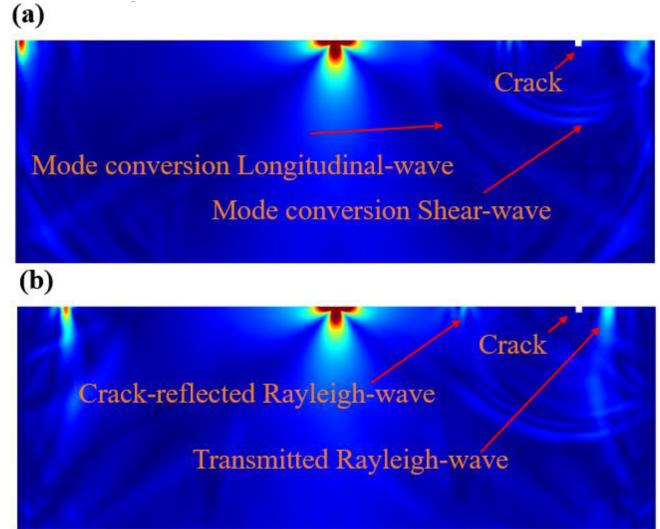 (a)
Crack
Mode conversion Longitudinal-wave
Mode conversion Shear-wave
(b)
Crack
Crack-reflected Rayleigh-wave
Transmitted Rayleigh-wave